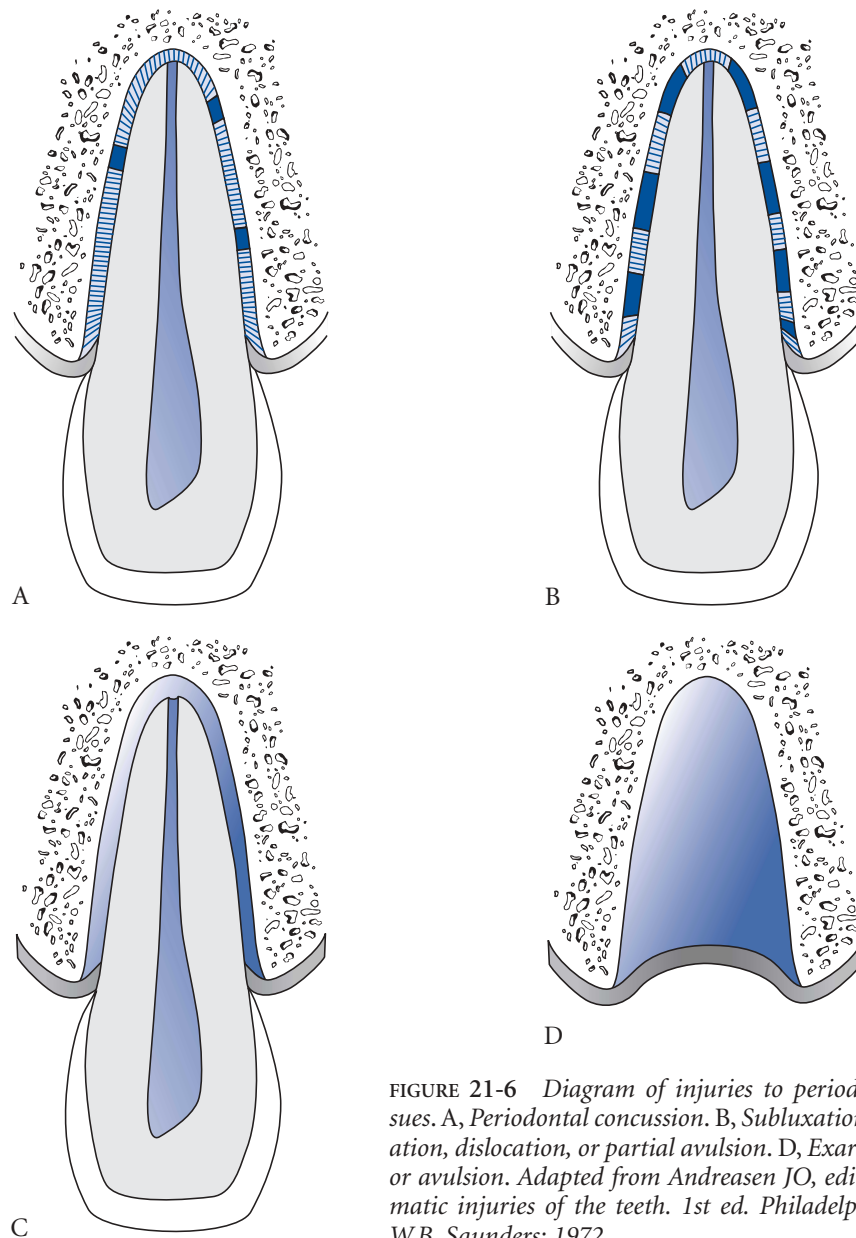 A
B
C
D
FIGURE 21-6 Diagram of injuries to period
sues. A, Periodontal concussion. B, Subluxation
ation, dislocation, or partial avulsion. D, Exar
or avulsion. Adapted from Andreasen JO, edi
matic injuries of the teeth. 1st ed. Philadelp
W.B. Saunders; 1972